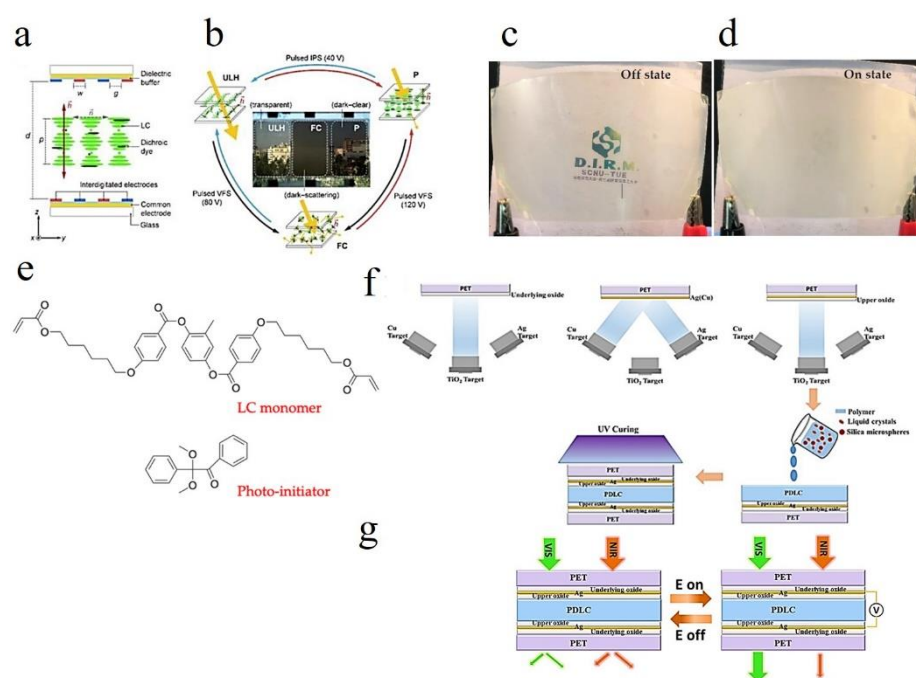 a
Dielectric
buffer
w
g
n
h
d
p
LC
Dichroic
dye
Interdigitated electrodes
Common
electrode
Glass
z
x
y
b
Pulsed IPS (40 V)
ULH
P
(transparent)
(dark–clear)
ULH
FC
P
(dark–scattering)
Pulsed VFS
(80 V)
Pulsed VFS
(120 V)
FC
c
Off state
D.I.R.M
SCNU-TUE
d
On state
e
O
O
O
O
O
O
O
O
O
O
LC monomer
O
O
O
Photo-initiator
f
PET
Underlying oxide
Cu
Target
Ag
Target
TiO2 Target
PET
Ag(Cu)
Cu
Target
Ag
Target
TiO2 Target
PET
Upper oxide
Cu
Target
Ag
Target
TiO2 Target
Polymer
Liquid crystals
Silica microspheres
UV Curing
PET
Upper oxide Ag Underlying oxide
PDLC
Upper oxide Ag Underlying oxide
PET
PDLC
Upper oxide Ag Underlying oxide
PET
g
VIS
NIR
PET
Upper oxide Ag Underlying oxide
PDLC
Upper oxide Ag Underlying oxide
PET
E on
E off
VIS
NIR
PET
Upper oxide Ag Underlying oxide
PDLC
Upper oxide Ag Underlying oxide
PET
V